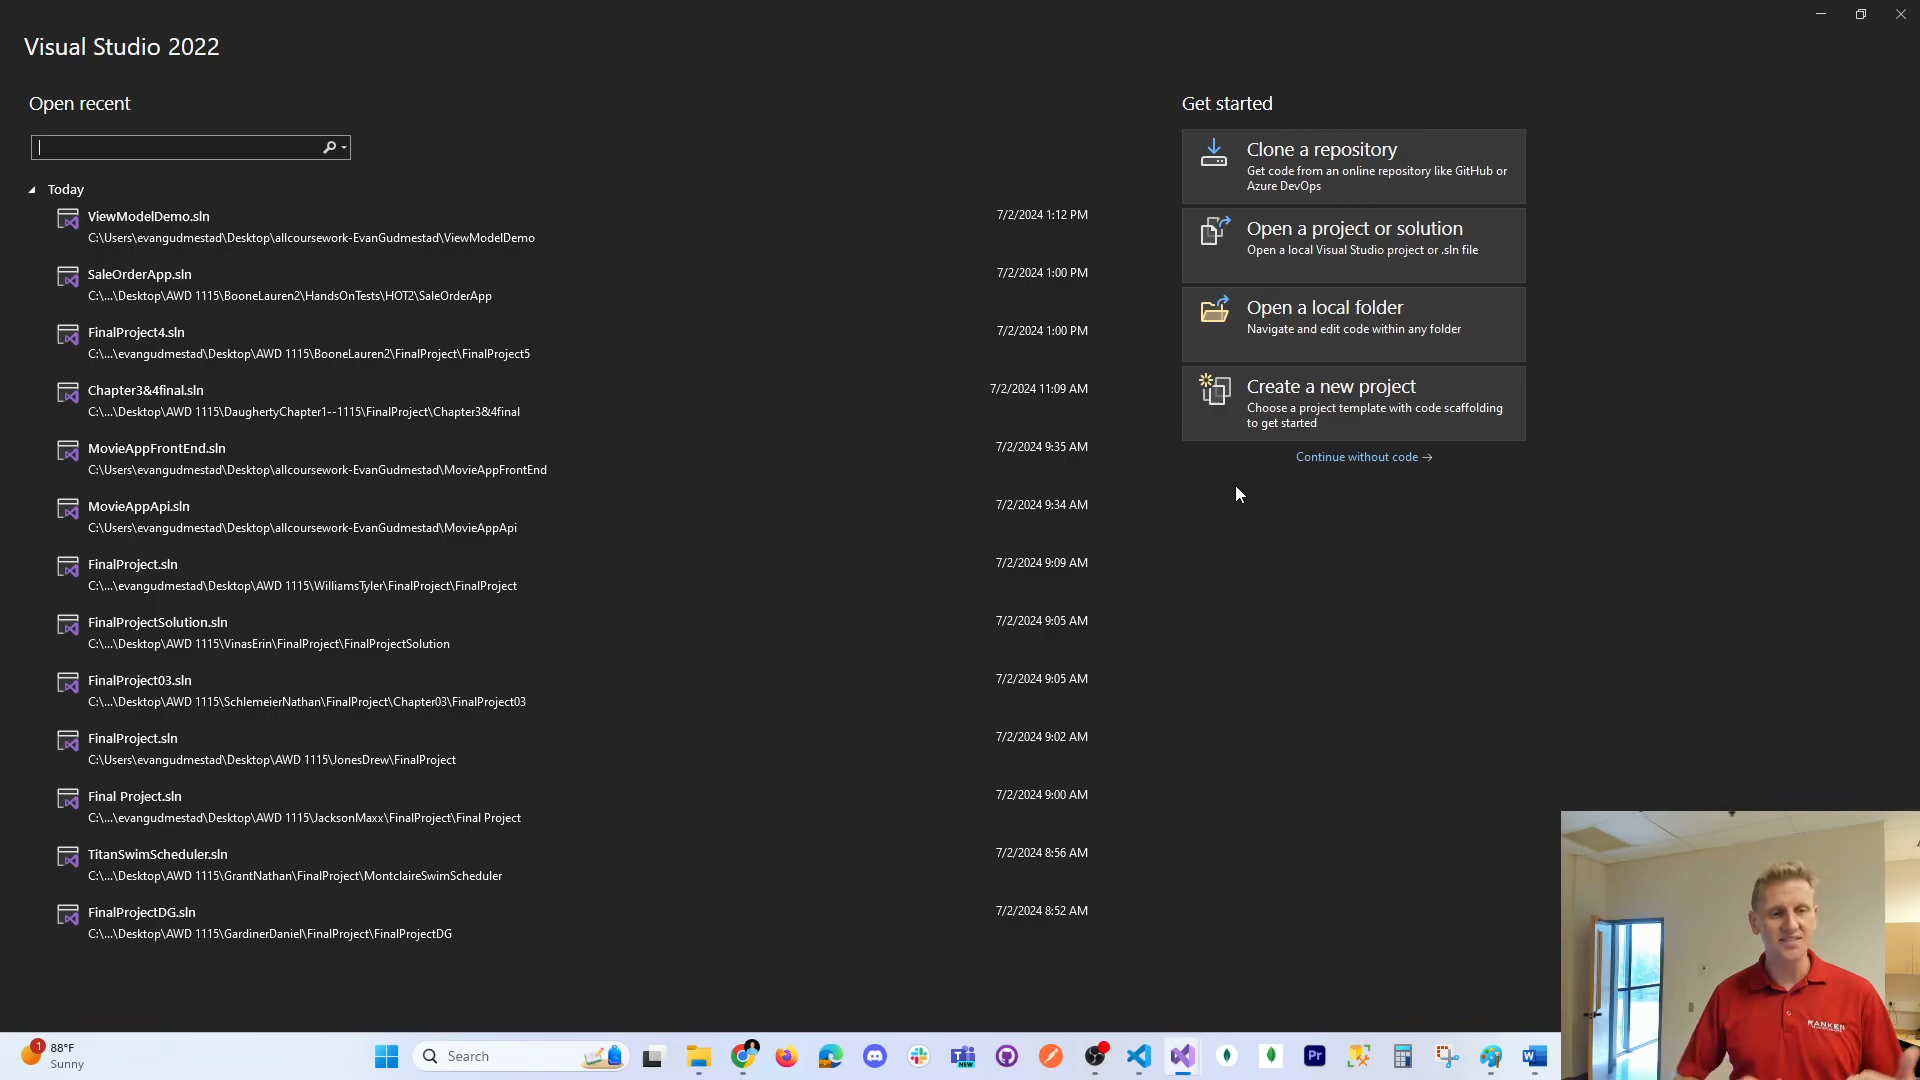 Visual Studio 2022
Open recent
Today
ViewModelDemo.sln
7/2/2024 1:12 PM
C:\Users\evangudmestad\Desktop\allcoursework-EvanGudmestad\ViewModelDemo
SaleOrderApp.sln
7/2/2024 1:00 PM
C:\...\Desktop\AWD 1115\BooneLauren2\HandsOnTests\HOT2\SaleOrderApp
FinalProject4.sln
7/2/2024 1:00 PM
C:\...\evangudmestad\Desktop\AWD 1115\BooneLauren2\FinalProject\FinalProject5
Chapter3&4final.sln
7/2/2024 11:09 AM
C:\...\Desktop\AWD 1115\DaughertyChapter1--1115\FinalProject\Chapter3&4final
MovieAppFrontEnd.sln
7/2/2024 9:35 AM
C:\Users\evangudmestad\Desktop\allcoursework-EvanGudmestad\MovieAppFrontEnd
MovieAppApi.sln
7/2/2024 9:34 AM
C:\Users\evangudmestad\Desktop\allcoursework-EvanGudmestad\MovieAppApi
FinalProject.sln
7/2/2024 9:09 AM
C:\...\evangudmestad\Desktop\AWD 1115\WilliamsTyler\FinalProject\FinalProject
FinalProjectSolution.sln
7/2/2024 9:05 AM
C:\...\Desktop\AWD 1115\VinasErin\FinalProject\FinalProjectSolution
FinalProject03.sln
7/2/2024 9:05 AM
C:\...\Desktop\AWD 1115\SchlemeierNathan\FinalProject\Chapter03\FinalProject03
FinalProject.sln
7/2/2024 9:02 AM
C:\Users\evangudmestad\Desktop\AWD 1115\JonesDrew\FinalProject
Final Project.sln
7/2/2024 9:00 AM
C:\...\evangudmestad\Desktop\AWD 1115\JacksonMaxx\FinalProject\Final Project
TitanSwimScheduler.sln
7/2/2024 8:56 AM
C:\...\Desktop\AWD 1115\GrantNathan\FinalProject\MontclaireSwimScheduler
FinalProjectDG.sln
7/2/2024 8:52 AM
C:\...\Desktop\AWD 1115\GardinerDaniel\FinalProject\FinalProjectDG
Get started
Clone a repository
Get code from an online repository like GitHub or
Azure DevOps
Open a project or solution
Open a local Visual Studio project or .sln file
Open a local folder
Navigate and edit code within any folder
Create a new project
Choose a project template with code scaffolding
to get started
Continue without code →
RANKEN
1
88°F
Sunny
Search
T
NEW
Pr
W